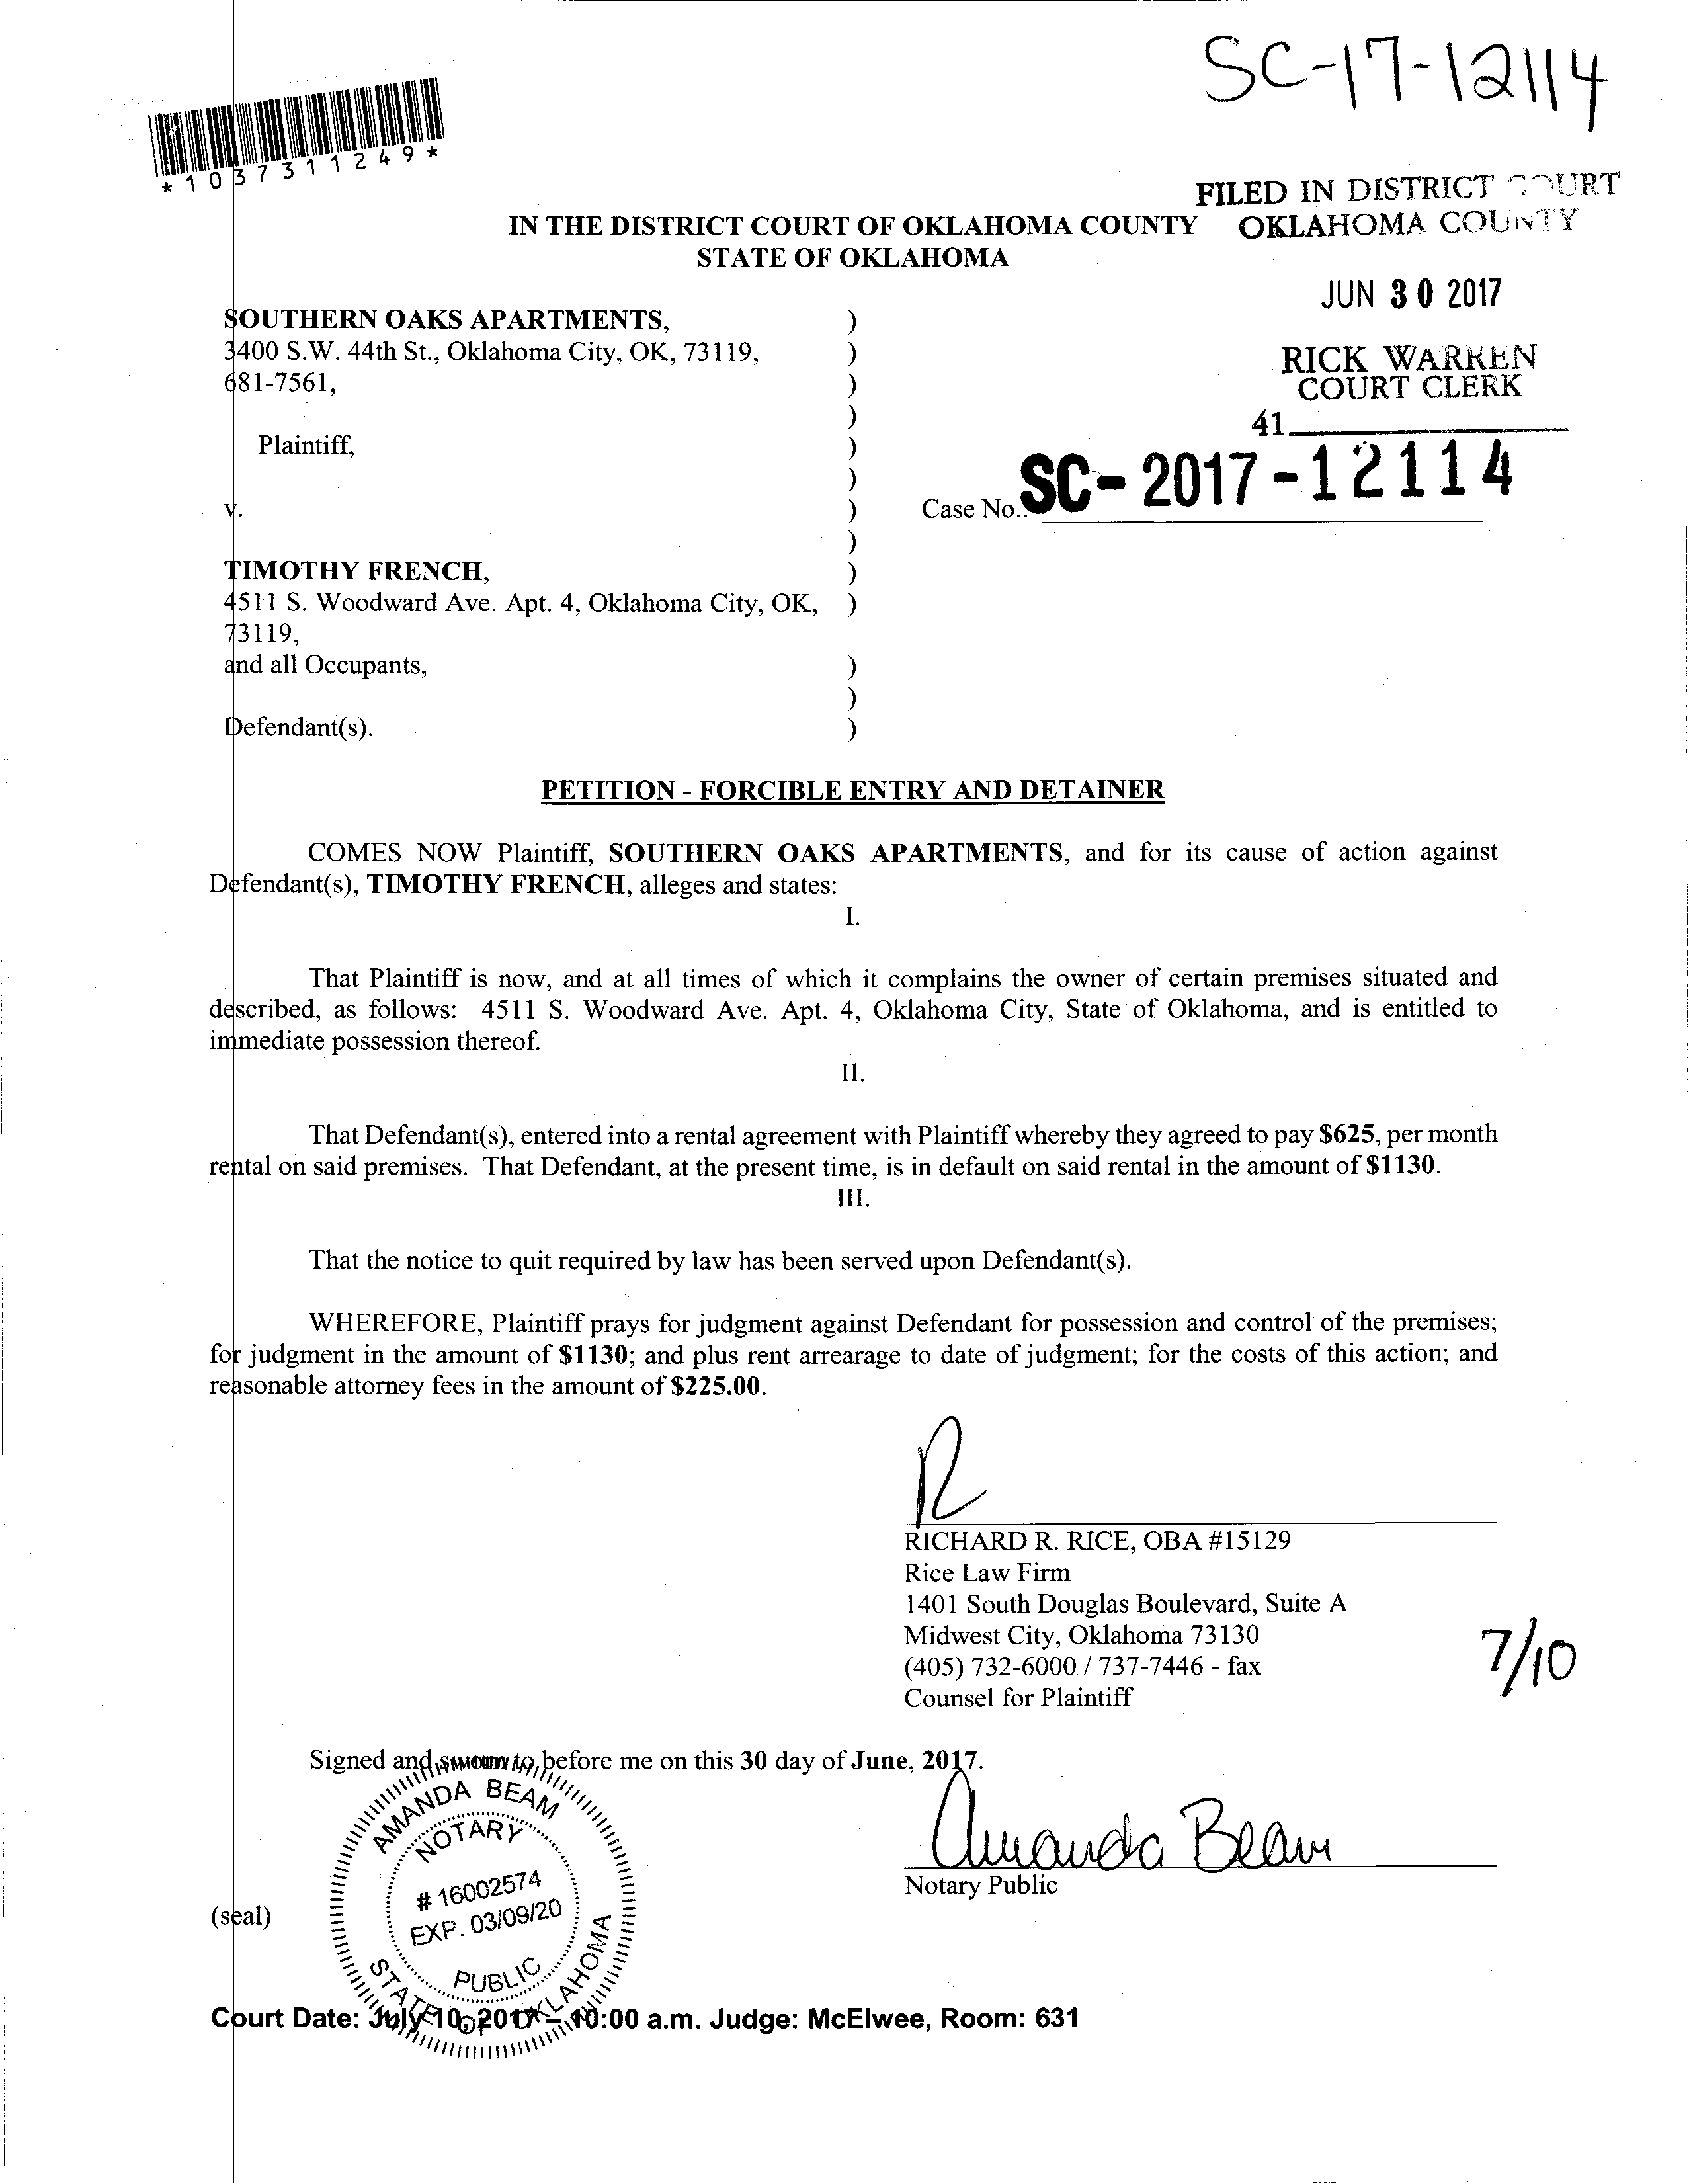 SC-17-12114
*1037311249*
FILED IN DISTRICT COURT
IN THE DISTRICT COURT OF OKLAHOMA COUNTY OKLAHOMA COUNTY
STATE OF OKLAHOMA
JUN 30 2017
SOUTHERN OAKS APARTMENTS, )
3400 S.W. 44th St., Oklahoma City, OK, 73119, ) RICK WARREN
681-7561, ) COURT CLERK
) 41
Plaintiff, )
)
v. ) Case No.: SC-2017-12114
)
TIMOTHY FRENCH, )
4511 S. Woodward Ave. Apt. 4, Oklahoma City, OK, )
73119,
and all Occupants, )
)
Defendant(s). )
PETITION - FORCIBLE ENTRY AND DETAINER
COMES NOW Plaintiff, SOUTHERN OAKS APARTMENTS, and for its cause of action against
Defendant(s), TIMOTHY FRENCH, alleges and states:
I.
That Plaintiff is now, and at all times of which it complains the owner of certain premises situated and
described, as follows: 4511 S. Woodward Ave. Apt. 4, Oklahoma City, State of Oklahoma, and is entitled to
immediate possession thereof.
II.
That Defendant(s), entered into a rental agreement with Plaintiff whereby they agreed to pay $625, per month
rental on said premises. That Defendant, at the present time, is in default on said rental in the amount of $1130.
III.
That the notice to quit required by law has been served upon Defendant(s).
WHEREFORE, Plaintiff prays for judgment against Defendant for possession and control of the premises;
for judgment in the amount of $1130; and plus rent arrearage to date of judgment; for the costs of this action; and
reasonable attorney fees in the amount of $225.00.
R
RICHARD R. RICE, OBA #15129
Rice Law Firm
1401 South Douglas Boulevard, Suite A
Midwest City, Oklahoma 73130
(405) 732-6000 / 737-7446 - fax
Counsel for Plaintiff
7/10
Signed and sworn to before me on this 30 day of June, 2017.
Amanda Beam
Notary Public
(seal)
AMANDA BEAM
NOTARY
# 16002574
EXP. 03/09/20
PUBLIC
STATE OF OKLAHOMA
Court Date: July 10, 2017 – 10:00 a.m. Judge: McElwee, Room: 631